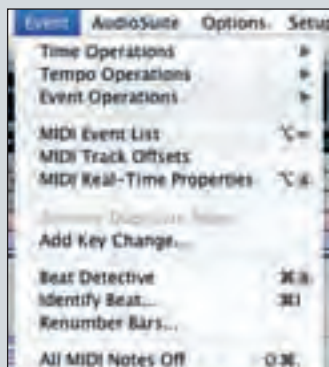 Event AudioSuite Options Setup
Time Operations
Tempo Operations
Event Operations
MIDI Event List ⌥=
MIDI Track Offsets
MIDI Real-Time Properties
Add Key Change...
Beat Detective
Identify Beat... ⌘I
Renumber Bars...
All MIDI Notes Off